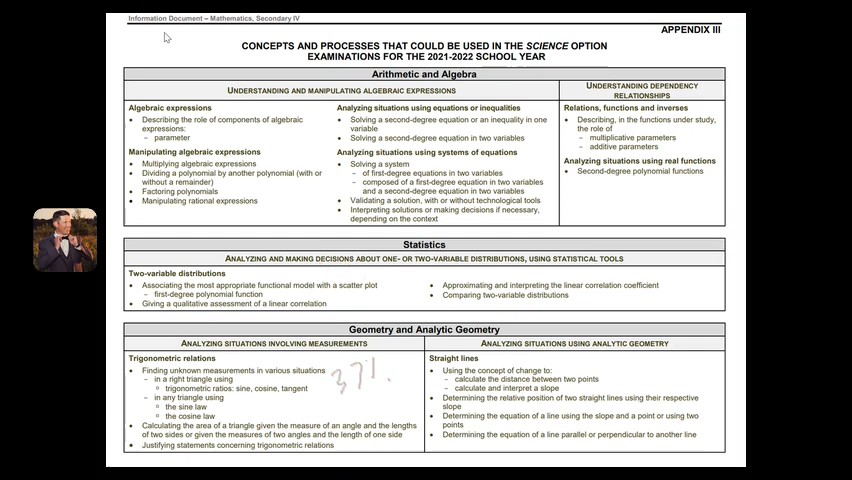 Information Document – Mathematics, Secondary IV
APPENDIX III
CONCEPTS AND PROCESSES THAT COULD BE USED IN THE SCIENCE OPTION
EXAMINATIONS FOR THE 2021-2022 SCHOOL YEAR
Arithmetic and Algebra
UNDERSTANDING AND MANIPULATING ALGEBRAIC EXPRESSIONS
Algebraic expressions
• Describing the role of components of algebraic
expressions:
– parameter
Manipulating algebraic expressions
• Multiplying algebraic expressions
• Dividing a polynomial by another polynomial (with or
without a remainder)
• Factoring polynomials
• Manipulating rational expressions
Analyzing situations using equations or inequalities
• Solving a second-degree equation or an inequality in one
variable
• Solving a second-degree equation in two variables
Analyzing situations using systems of equations
• Solving a system
– of first-degree equations in two variables
– composed of a first-degree equation in two variables
and a second-degree equation in two variables
• Validating a solution, with or without technological tools
• Interpreting solutions or making decisions if necessary,
depending on the context
UNDERSTANDING DEPENDENCY
RELATIONSHIPS
Relations, functions and inverses
• Describing, in the functions under study,
the role of
– multiplicative parameters
– additive parameters
Analyzing situations using real functions
• Second-degree polynomial functions
Statistics
ANALYZING AND MAKING DECISIONS ABOUT ONE- OR TWO-VARIABLE DISTRIBUTIONS, USING STATISTICAL TOOLS
Two-variable distributions
• Associating the most appropriate functional model with a scatter plot
– first-degree polynomial function
• Giving a qualitative assessment of a linear correlation
• Approximating and interpreting the linear correlation coefficient
• Comparing two-variable distributions
Geometry and Analytic Geometry
ANALYZING SITUATIONS INVOLVING MEASUREMENTS
Trigonometric relations
• Finding unknown measurements in various situations
– in a right triangle using
▫ trigonometric ratios: sine, cosine, tangent
– in any triangle using
▫ the sine law
▫ the cosine law
• Calculating the area of a triangle given the measure of an angle and the lengths
of two sides or given the measures of two angles and the length of one side
• Justifying statements concerning trigonometric relations
37%
ANALYZING SITUATIONS USING ANALYTIC GEOMETRY
Straight lines
• Using the concept of change to:
– calculate the distance between two points
– calculate and interpret a slope
• Determining the relative position of two straight lines using their respective
slope
• Determining the equation of a line using the slope and a point or using two
points
• Determining the equation of a line parallel or perpendicular to another line